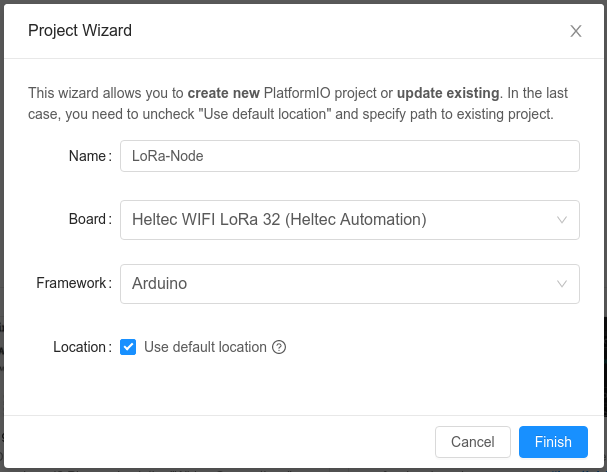 Project Wizard
This wizard allows you to create new PlatformIO project or update existing. In the last
case, you need to uncheck "Use default location" and specify path to existing project.
Name: LoRa-Node
Board: Heltec WIFI LoRa 32 (Heltec Automation)
Framework: Arduino
Location: Use default location
Cancel Finish